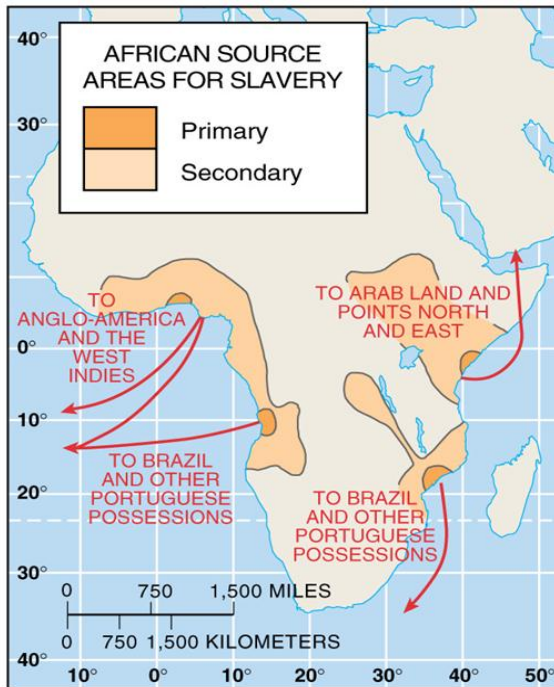 AFRICAN SOURCE
AREAS FOR SLAVERY
Primary
Secondary
40°
30°
0°
10°
20°
30°
40°
TO
ANGLO-AMERICA
AND THE
WEST
INDIES
TO ARAB LAND AND
POINTS NORTH
AND EAST
TO BRAZIL
AND OTHER
PORTUGUESE
POSSESSIONS
TO BRAZIL
AND OTHER
PORTUGUESE
POSSESSIONS
0 750 1,500 MILES
0 750 1,500 KILOMETERS
10° 0° 10° 20° 30° 40° 50°